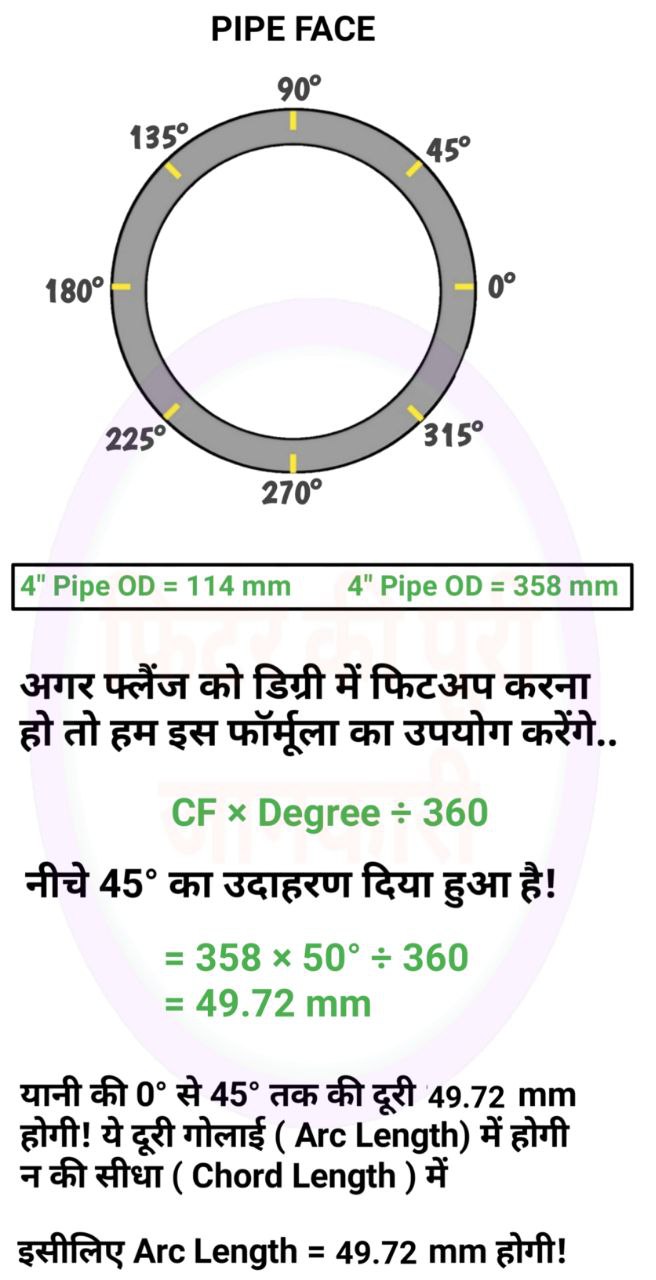 PIPE FACE
90°
135°
45°
180°
0°
225°
315°
270°
4" Pipe OD = 114 mm 4" Pipe OD = 358 mm
फिटर की पुरी
जानकारी
अगर फ्लैंज को डिग्री में फिटअप करना
हो तो हम इस फॉर्मूला का उपयोग करेंगे..
CF × Degree ÷ 360
नीचे 45° का उदाहरण दिया हुआ है!
= 358 × 50° ÷ 360
= 49.72 mm
यानी की 0° से 45° तक की दूरी 49.72 mm
होगी! ये दूरी गोलाई ( Arc Length) में होगी
न की सीधा ( Chord Length ) में
इसीलिए Arc Length = 49.72 mm होगी!